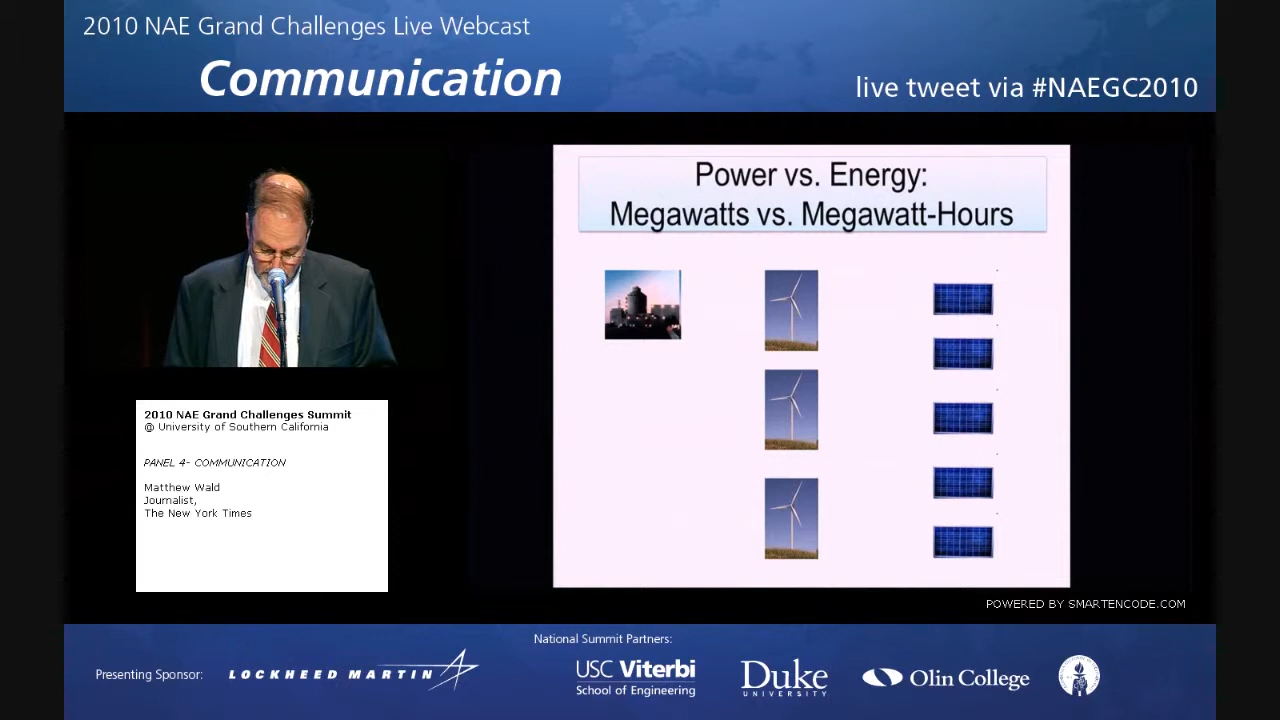 2010 NAE Grand Challenges Live Webcast
Communication
live tweet via #NAEGC2010
Power vs. Energy:
Megawatts vs. Megawatt-Hours
2010 NAE Grand Challenges Summit
@ University of Southern California
PANEL 4- COMMUNICATION
Matthew Wald
Journalist,
The New York Times
POWERED BY SMARTENCODE.COM
National Summit Partners:
Presenting Sponsor:
LOCKHEED MARTIN
USC Viterbi
School of Engineering
Duke
UNIVERSITY
Olin College